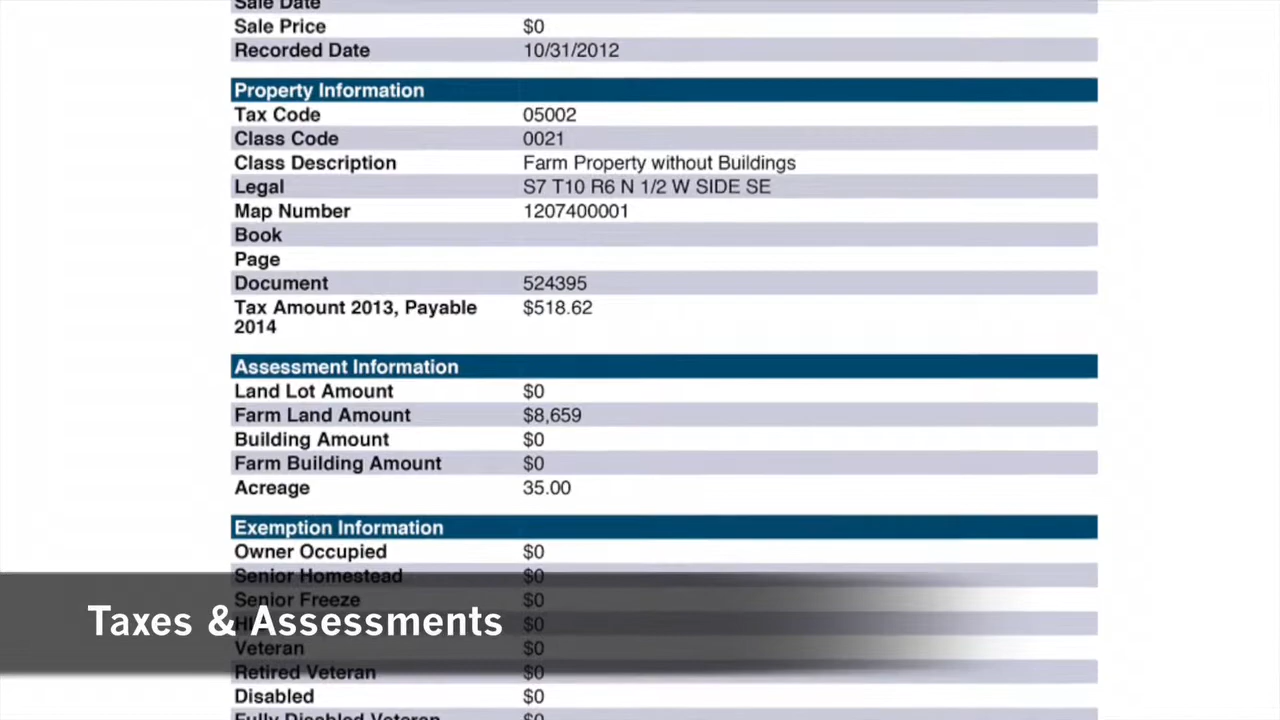 Sale Date
Sale Price $0
Recorded Date 10/31/2012
Property Information
Tax Code 05002
Class Code 0021
Class Description Farm Property without Buildings
Legal S7 T10 R6 N 1/2 W SIDE SE
Map Number 1207400001
Book
Page
Document 524395
Tax Amount 2013, Payable $518.62
2014
Assessment Information
Land Lot Amount $0
Farm Land Amount $8,659
Building Amount $0
Farm Building Amount $0
Acreage 35.00
Exemption Information
Owner Occupied $0
Senior Homestead $0
Senior Freeze $0
Taxes & Assessments
$0
Veteran $0
Retired Veteran $0
Disabled $0
Fully Disabled Veteran $0